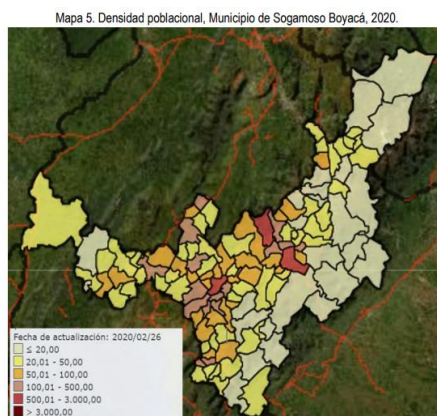 Mapa 5. Densidad poblacional, Municipio de Sogamoso Boyacá, 2020.
Fecha de actualización: 2020/02/26
≤ 20,00
20,01 - 50,00
50,01 - 100,00
100,01 - 500,00
500,01 - 3.000,00
> 3.000,00